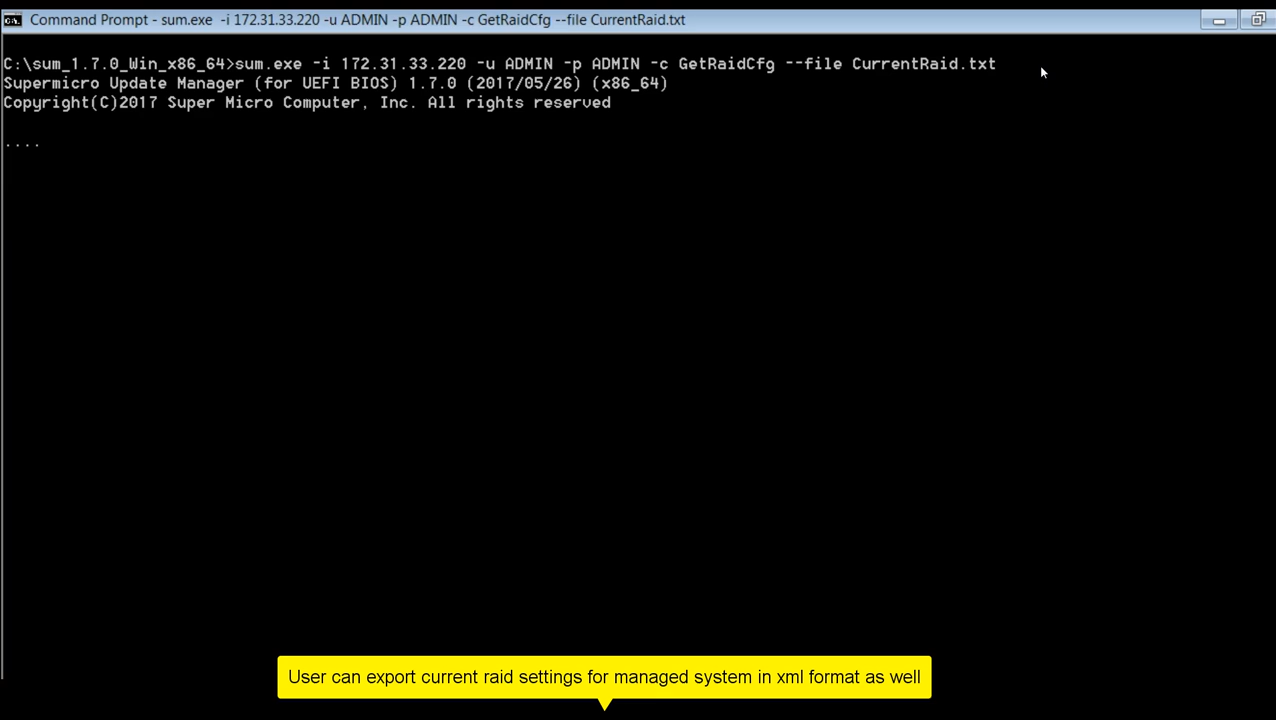 Command Prompt - sum.exe -i 172.31.33.220 -u ADMIN -p ADMIN -c GetRaidCfg --file CurrentRaid.txt
C:\sum_1.7.0_Win_x86_64>sum.exe -i 172.31.33.220 -u ADMIN -p ADMIN -c GetRaidCfg --file CurrentRaid.txt
Supermicro Update Manager (for UEFI BIOS) 1.7.0 (2017/05/26) (x86_64)
Copyright(C)2017 Super Micro Computer, Inc. All rights reserved
....
User can export current raid settings for managed system in xml format as well